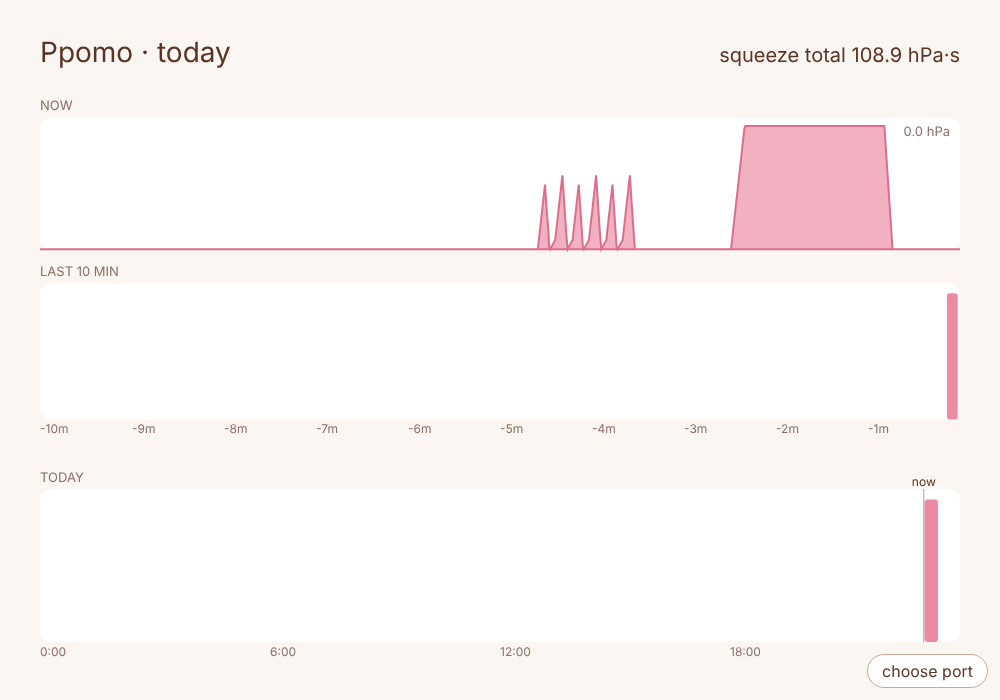 Ppomo · today
squeeze total 108.9 hPa·s
NOW
0.0 hPa
LAST 10 MIN
-10m -9m -8m -7m -6m -5m -4m -3m -2m -1m
TODAY
now
0:00 6:00 12:00 18:00
choose port